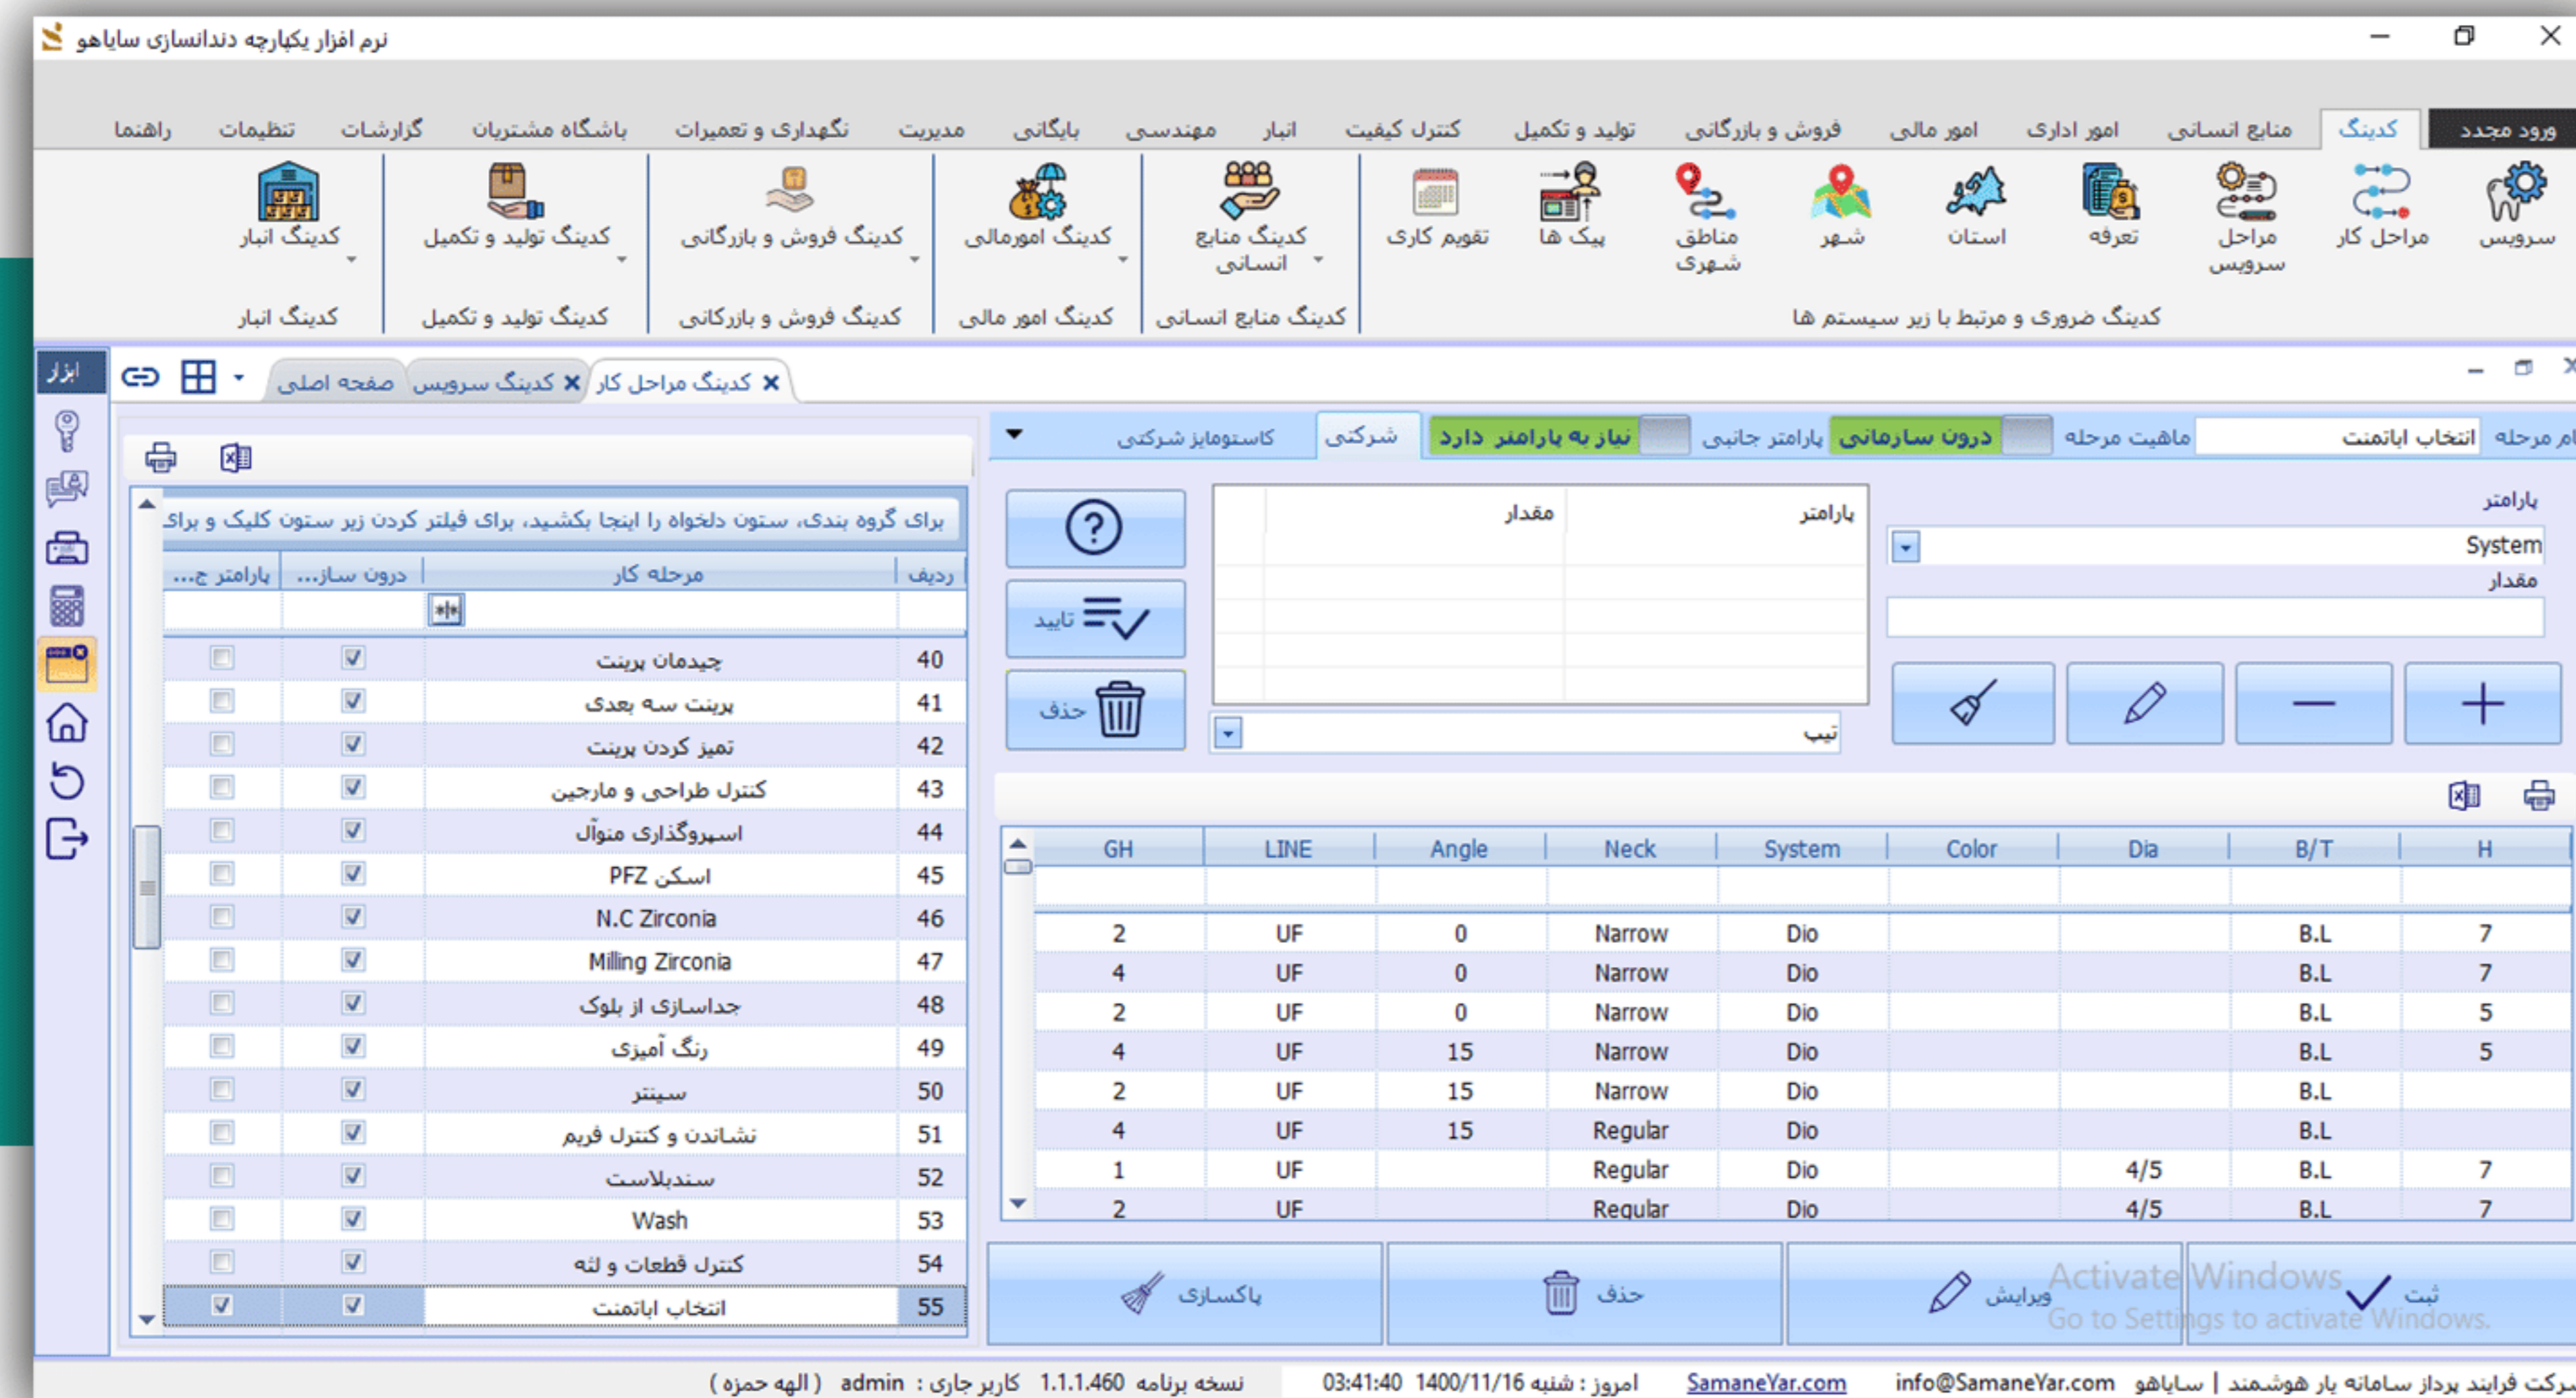 نرم افزار یکپارچه دندانسازی سایاهو
ورود مجدد کدینگ منابع انسانی امور اداری امور مالی فروش و بازرگانی تولید و تکمیل کنترل کیفیت انبار مهندسی بایگانی مدیریت نگهداری و تعمیرات باشگاه مشتریان گزارشات تنظیمات راهنما
سرویس مراحل کار مراحل سرویس تعرفه استان شهر مناطق شهری پیک ها تقویم کاری کدینگ منابع انسانی کدینگ امورمالی کدینگ فروش و بازرگانی کدینگ تولید و تکمیل کدینگ انبار
کدینگ ضروری و مرتبط با زیر سیستم ها کدینگ منابع انسانی کدینگ امور مالی کدینگ فروش و بازرکانی کدینگ تولید و تکمیل کدینگ انبار
ابزار
صفحه اصلی کدینگ سرویس کدینگ مراحل کار
مرحله انتخاب اباتمنت ماهیت مرحله درون سازمانی پارامتر جانبی نیاز به پارامتر دارد شرکتی کاستومایز شرکتی
پارامتر
System
مقدار
پارامتر مقدار
تایید
حذف
تیپ
GH LINE Angle Neck System Color Dia B/T H
2 UF 0 Narrow Dio B.L 7
4 UF 0 Narrow Dio B.L 7
2 UF 0 Narrow Dio B.L 5
4 UF 15 Narrow Dio B.L 5
2 UF 15 Narrow Dio B.L
4 UF 15 Regular Dio B.L
1 UF Regular Dio 4/5 B.L 7
2 UF Regular Dio 4/5 B.L 7
ثبت ویرایش حذف پاکسازی
برای گروه بندی، ستون دلخواه را اینجا بکشید، برای فیلتر کردن زیر ستون کلیک و برای
ردیف مرحله کار درون ساز... پارامتر ج...
40 چیدمان پرینت
41 پرینت سه بعدی
42 تمیز کردن پرینت
43 کنترل طراحی و مارجین
44 اسپروگذاری منوآل
45 اسکن PFZ
46 N.C Zirconia
47 Milling Zirconia
48 جداسازی از بلوک
49 رنگ آمیزی
50 سینتر
51 نشاندن و کنترل فریم
52 سندبلاست
53 Wash
54 کنترل قطعات و لثه
55 انتخاب اباتمنت
Activate Windows
Go to Settings to activate Windows.
شرکت فرایند پرداز سامانه یار هوشمند | سایاهو info@SamaneYar.com SamaneYar.com امروز : شنبه 1400/11/16 03:41:40 نسخه برنامه 1.1.1.460 کاربر جاری : admin ( الهه حمزه )